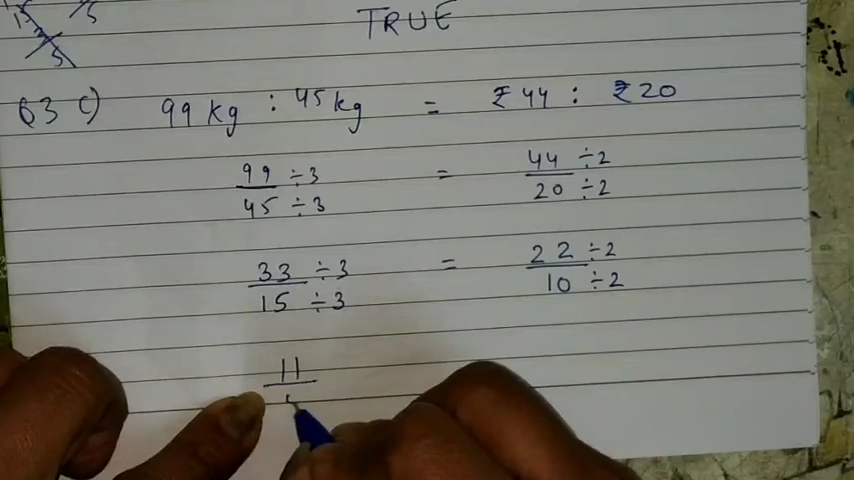 TRUE
Q3 c) 99 kg : 45 kg = ₹44 : ₹20
99 ÷3 = 44 ÷2
45 ÷3 20 ÷2
33 ÷3 = 22 ÷2
15 ÷3 10 ÷2
11